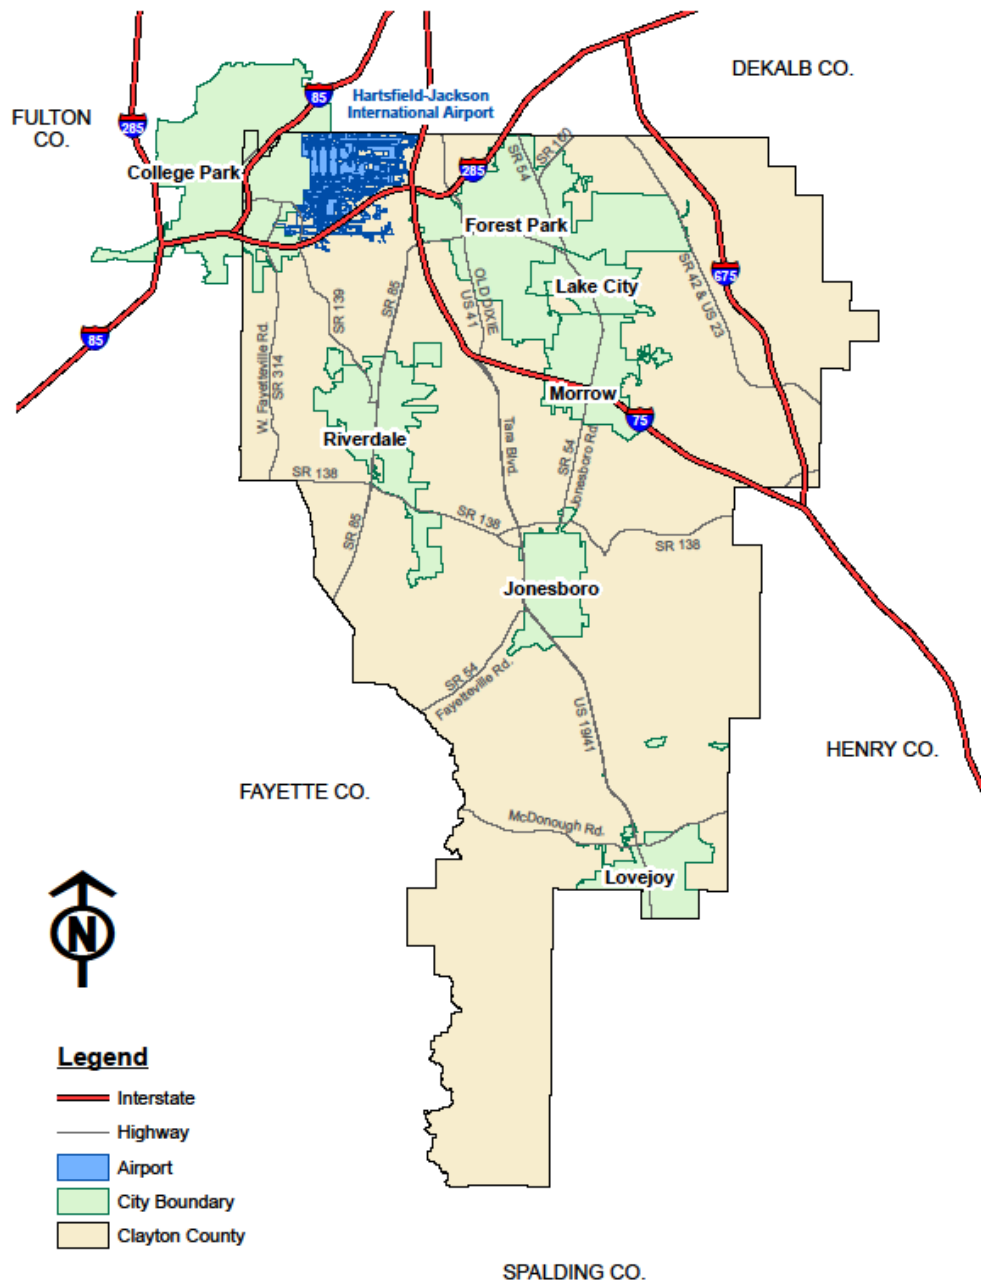 DEKALB CO.
FULTON
CO.
85
Hartsfield-Jackson
International Airport
285
College Park
285
SR 54
SR 160
Forest Park
SR 42 & US 23
675
Lake City
OLD DIXIE
US 41
SR 85
SR 139
85
W. Fayetteville Rd.
SR 314
Morrow
75
Riverdale
Tara Blvd.
SR 54
Jonesboro Rd.
SR 138
SR 85
SR 138
SR 138
Jonesboro
SR 54
Fayetteville Rd.
US 19/41
HENRY CO.
FAYETTE CO.
McDonough Rd.
Lovejoy
N
Legend
Interstate
Highway
Airport
City Boundary
Clayton County
SPALDING CO.